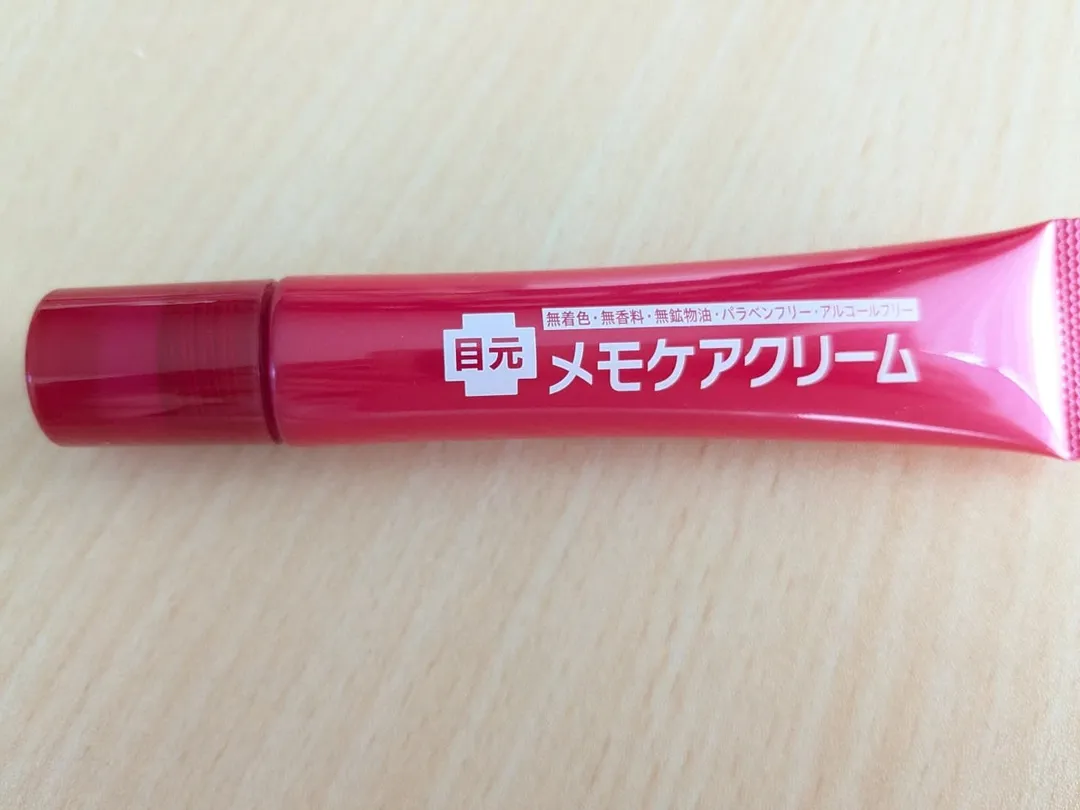 無着色・無香料・無鉱物油・パラベンフリー・アルコールフリー
目元
メモケアクリーム